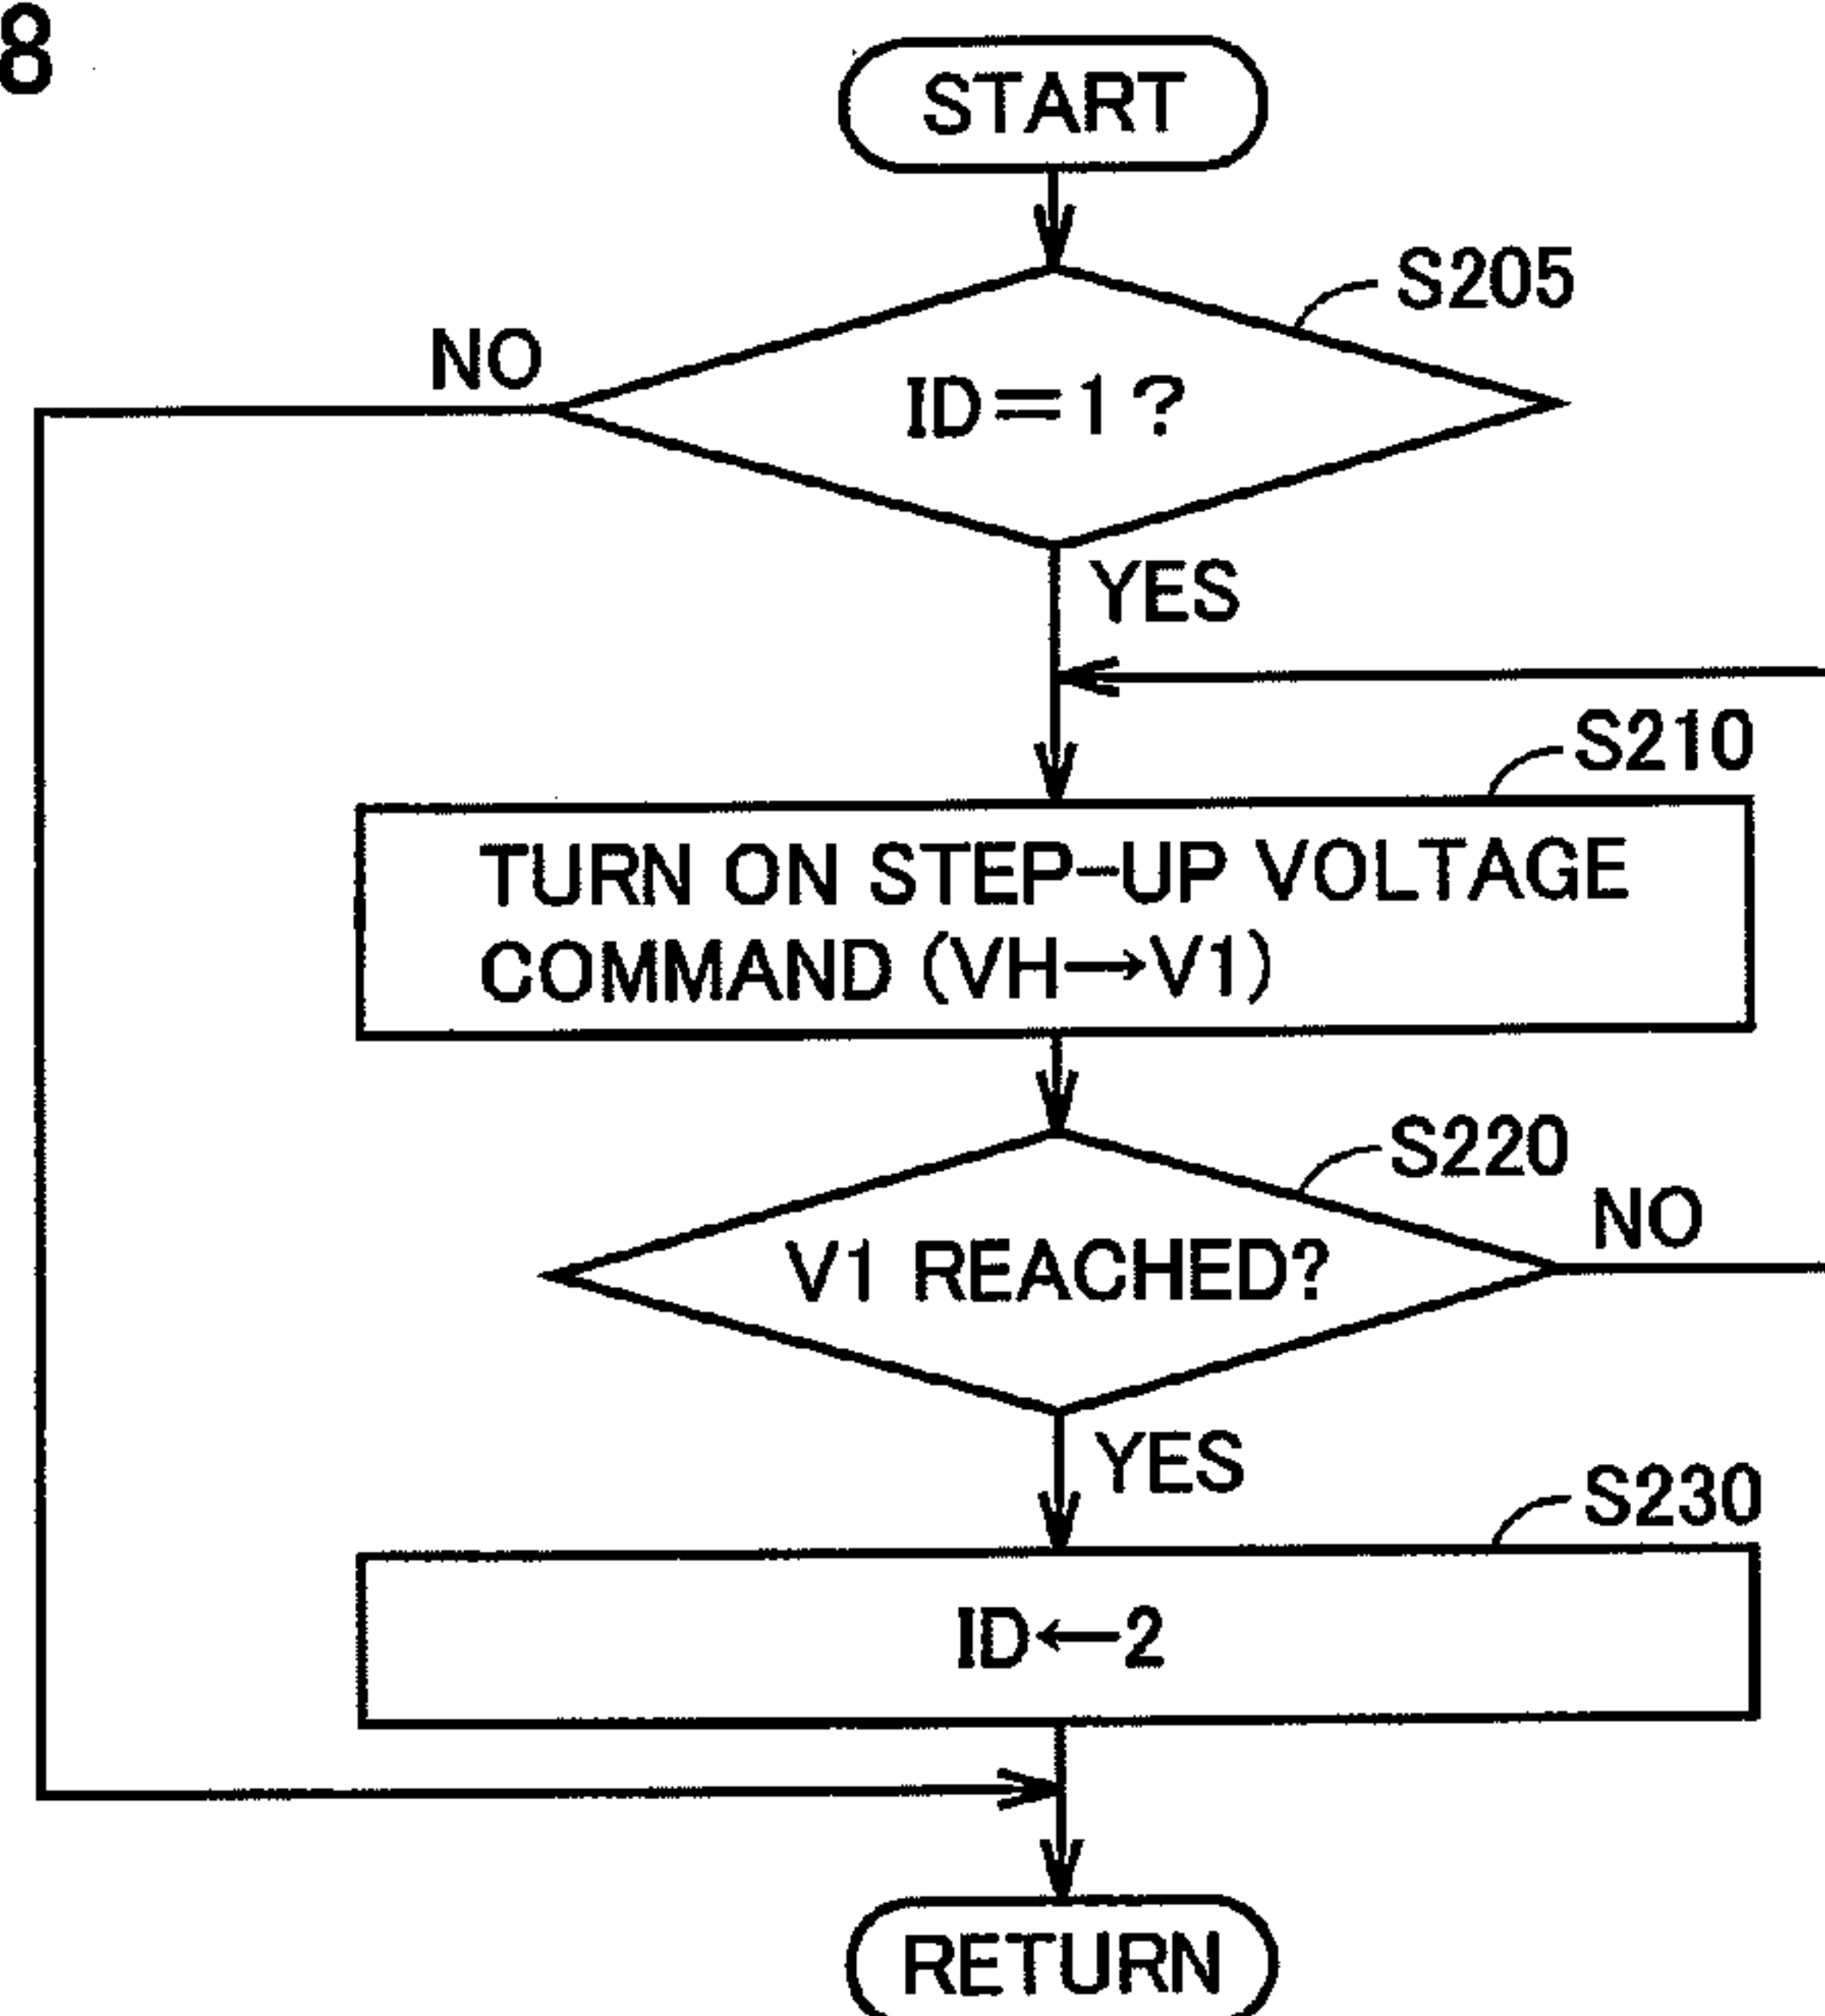 8
START
S205
NO
ID=1?
YES
S210
TURN ON STEP-UP VOLTAGE
COMMAND (VH→V1)
S220
NO
V1 REACHED?
YES
S230
ID←2
RETURN